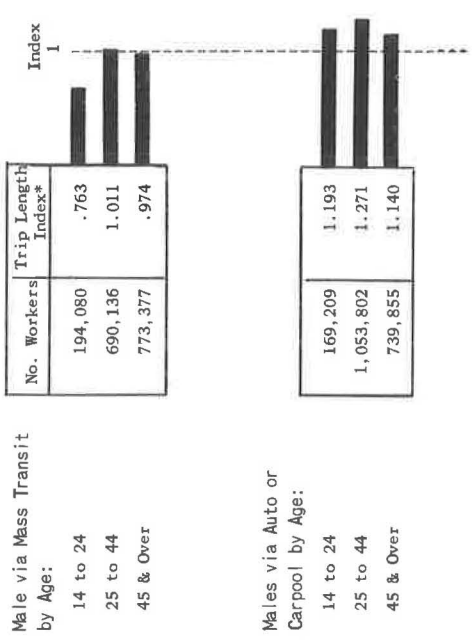 Index
1
No. Workers Trip Length
Index*
Male via Mass Transit
by Age:
14 to 24 194,080 .763
25 to 44 690,136 1.011
45 & Over 773,377 .974
Males via Auto or
Carpool by Age:
14 to 24 169,209 1.193
25 to 44 1,053,802 1.271
45 & Over 739,855 1.140